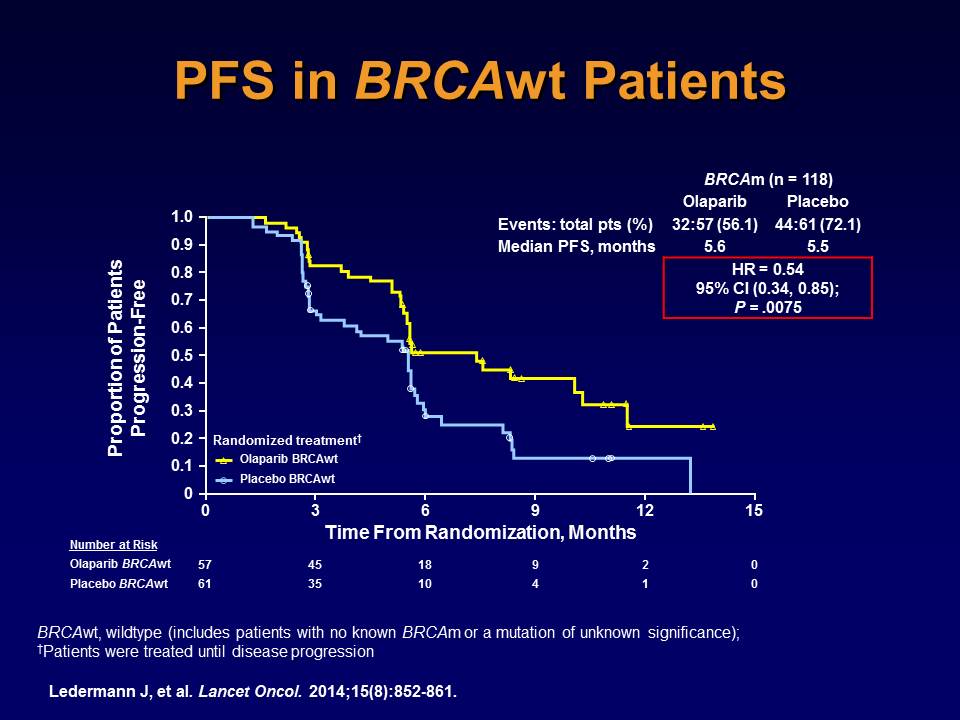 PFS in BRCAwt Patients
BRCAm (n = 118)
Olaparib Placebo
Events: total pts (%) 32:57 (56.1) 44:61 (72.1)
Median PFS, months 5.6 5.5
HR = 0.54
95% CI (0.34, 0.85);
P = .0075
Proportion of Patients
Progression-Free
1.0
0.9
0.8
0.7
0.6
0.5
0.4
0.3
0.2
0.1
0
Randomized treatment†
Olaparib BRCAwt
Placebo BRCAwt
0 3 6 9 12 15
Time From Randomization, Months
Number at Risk
Olaparib BRCAwt 57 45 18 9 2 0
Placebo BRCAwt 61 35 10 4 1 0
BRCAwt, wildtype (includes patients with no known BRCAm or a mutation of unknown significance);
†Patients were treated until disease progression
Ledermann J, et al. Lancet Oncol. 2014;15(8):852-861.